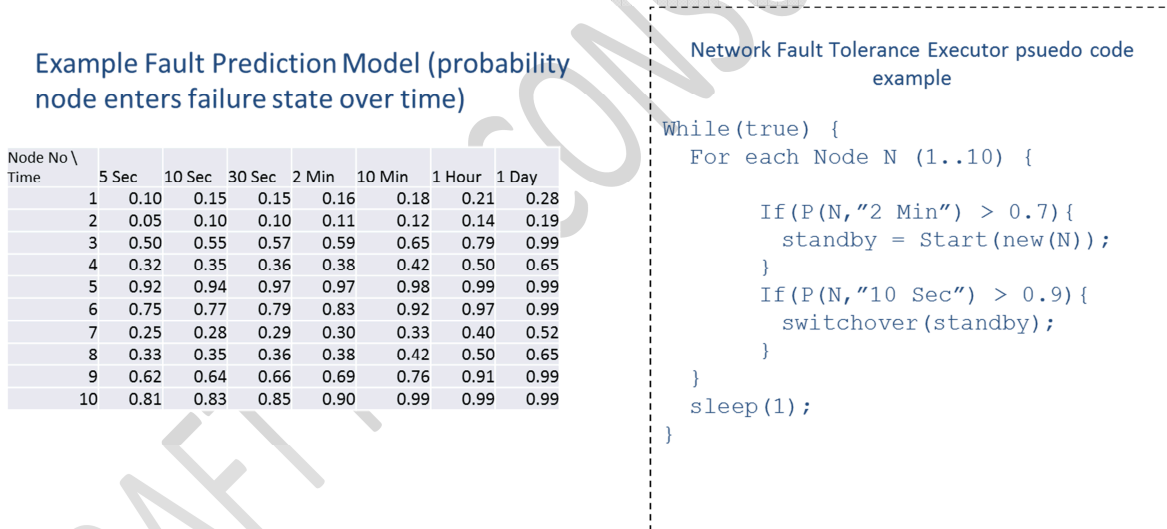 Example Fault Prediction Model (probability
node enters failure state over time)
Node No \
Time 5 Sec 10 Sec 30 Sec 2 Min 10 Min 1 Hour 1 Day
1 0.10 0.15 0.15 0.16 0.18 0.21 0.28
2 0.05 0.10 0.10 0.11 0.12 0.14 0.19
3 0.50 0.55 0.57 0.59 0.65 0.79 0.99
4 0.32 0.35 0.36 0.38 0.42 0.50 0.65
5 0.92 0.94 0.97 0.97 0.98 0.99 0.99
6 0.75 0.77 0.79 0.83 0.92 0.97 0.99
7 0.25 0.28 0.29 0.30 0.33 0.40 0.52
8 0.33 0.35 0.36 0.38 0.42 0.50 0.65
9 0.62 0.64 0.66 0.69 0.76 0.91 0.99
10 0.81 0.83 0.85 0.90 0.99 0.99 0.99
Network Fault Tolerance Executor psuedo code
example
While(true) {
For each Node N (1..10) {
If(P(N,"2 Min") > 0.7){
standby = Start(new(N));
}
If(P(N,"10 Sec") > 0.9){
switchover(standby);
}
}
sleep(1);
}